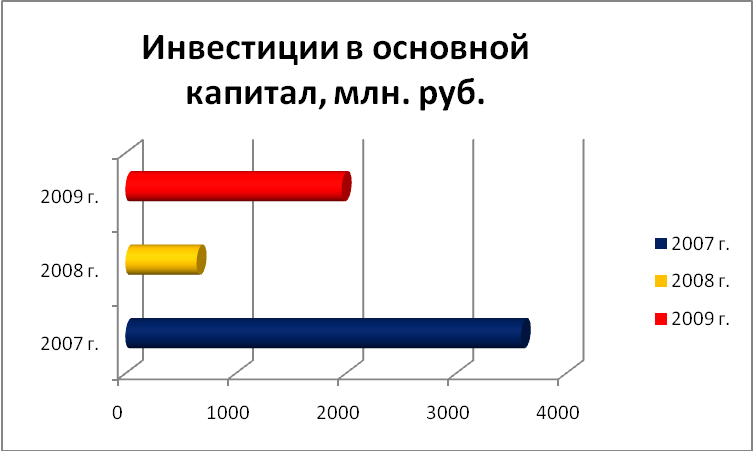 Инвестиции в основной
капитал, млн. руб.
2009 г.
2008 г.
2007 г.
0 1000 2000 3000 4000
2007 г.
2008 г.
2009 г.